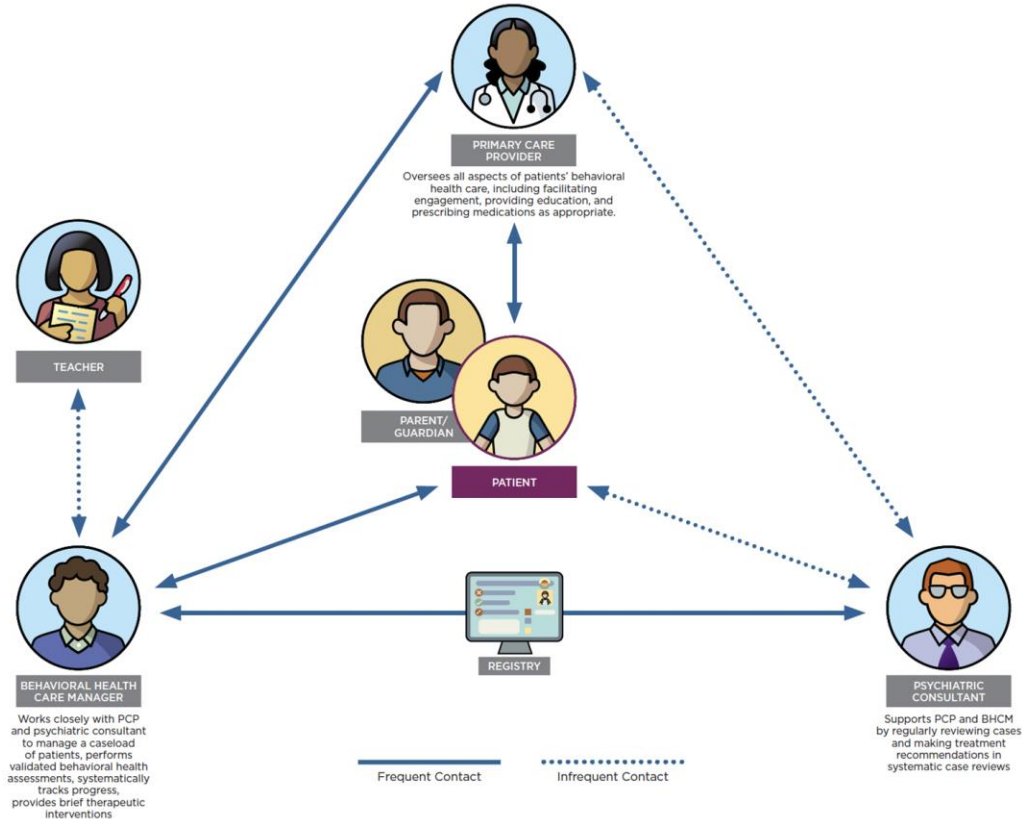 PRIMARY CARE
PROVIDER
Oversees all aspects of patients' behavioral
health care, including facilitating
engagement, providing education, and
prescribing medications as appropriate.
TEACHER
PARENT/
GUARDIAN
PATIENT
REGISTRY
BEHAVIORAL HEALTH
CARE MANAGER
Works closely with PCP
and psychiatric consultant
to manage a caseload
of patients, performs
validated behavioral health
assessments, systematically
tracks progress,
provides brief therapeutic
interventions
PSYCHIATRIC
CONSULTANT
Supports PCP and BHCM
by regularly reviewing cases
and making treatment
recommendations in
systematic case reviews
Frequent Contact
Infrequent Contact